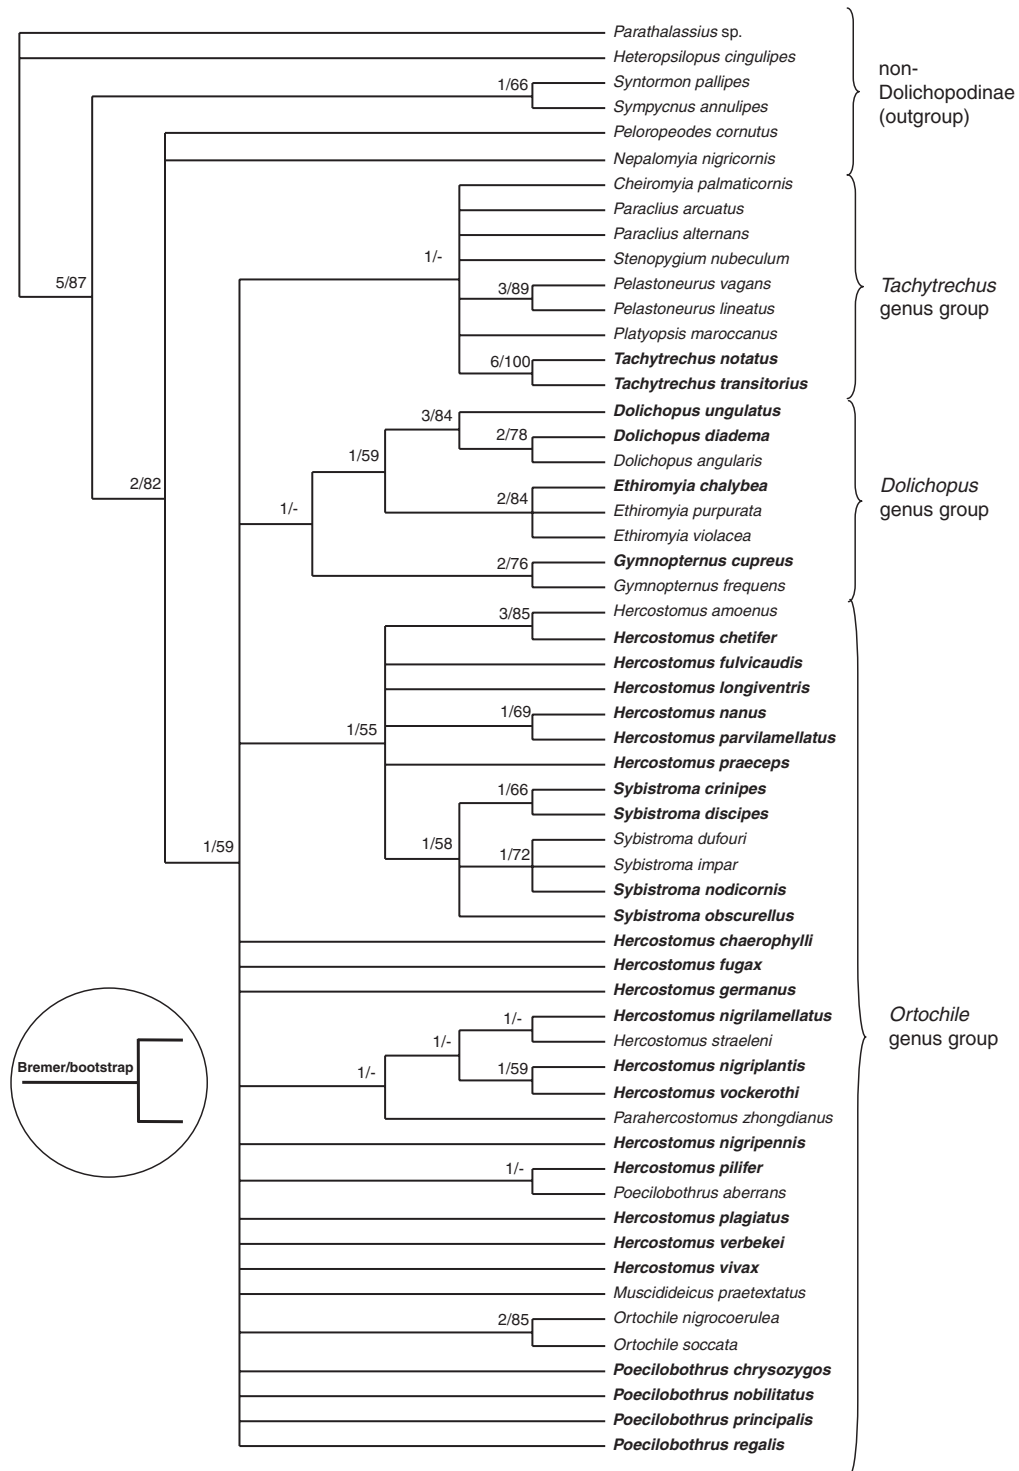 Parathalassius sp.
Heteropsilopus cingulipes
1/66
Syntormon pallipes
Sympycnus annulipes
non-
Dolichopodinae
(outgroup)
Peloropeodes cornutus
Nepalomyia nigricornis
Cheiromyia palmaticornis
Paraclius arcuatus
Paraclius alternans
1/-
Stenopygium nubeculum
5/87
3/89
Pelastoneurus vagans
Pelastoneurus lineatus
Tachytrechus
genus group
Platyopsis maroccanus
6/100
Tachytrechus notatus
Tachytrechus transitorius
3/84
Dolichopus ungulatus
2/78
Dolichopus diadema
1/59
Dolichopus angularis
2/82
2/84
Ethiromyia chalybea
Dolichopus
genus group
1/-
Ethiromyia purpurata
Ethiromyia violacea
2/76
Gymnopternus cupreus
Gymnopternus frequens
3/85
Hercostomus amoenus
Hercostomus chetifer
Hercostomus fulvicaudis
Hercostomus longiventris
1/69
Hercostomus nanus
1/55
Hercostomus parvilamellatus
Hercostomus praeceps
1/66
Sybistroma crinipes
Sybistroma discipes
1/59
1/58
Sybistroma dufouri
1/72
Sybistroma impar
Sybistroma nodicornis
Sybistroma obscurellus
Hercostomus chaerophylli
Hercostomus fugax
Hercostomus germanus
1/-
Hercostomus nigrilamellatus
Ortochile
genus group
1/-
Hercostomus straeleni
Bremer/bootstrap
1/-
1/59
Hercostomus nigriplantis
Hercostomus vockerothi
Parahercostomus zhongdianus
Hercostomus nigripennis
1/-
Hercostomus pilifer
Poecilobothrus aberrans
Hercostomus plagiatus
Hercostomus verbekei
Hercostomus vivax
Muscidideicus praetextatus
2/85
Ortochile nigrocoerulea
Ortochile soccata
Poecilobothrus chrysozygos
Poecilobothrus nobilitatus
Poecilobothrus principalis
Poecilobothrus regalis